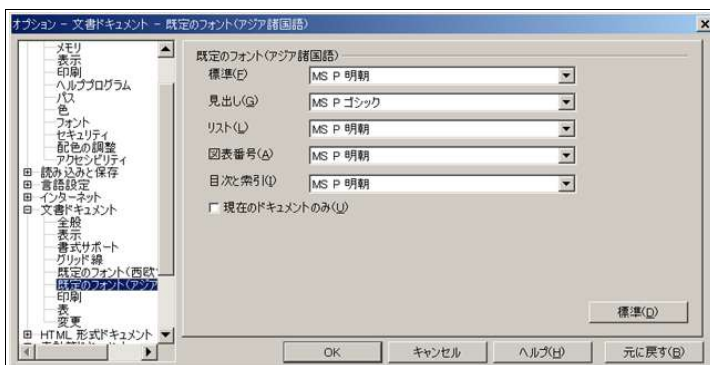 オプション - 文書ドキュメント - 既定のフォント(アジア諸国語)
メモリ
表示
印刷
ヘルププログラム
パス
色
フォント
セキュリティ
配色の調整
アクセシビリティ
読み込みと保存
言語設定
インターネット
文書ドキュメント
全般
表示
書式サポート
グリッド線
既定のフォント(西欧
既定のフォント(アジア
印刷
表
変更
HTML 形式ドキュメント
既定のフォント(アジア諸国語)
標準(F) MS P 明朝
見出し(G) MS P ゴシック
リスト(L) MS P 明朝
図表番号(A) MS P 明朝
目次と索引(I) MS P 明朝
現在のドキュメントのみ(U)
標準(D)
OK キャンセル ヘルプ(H) 元に戻す(B)